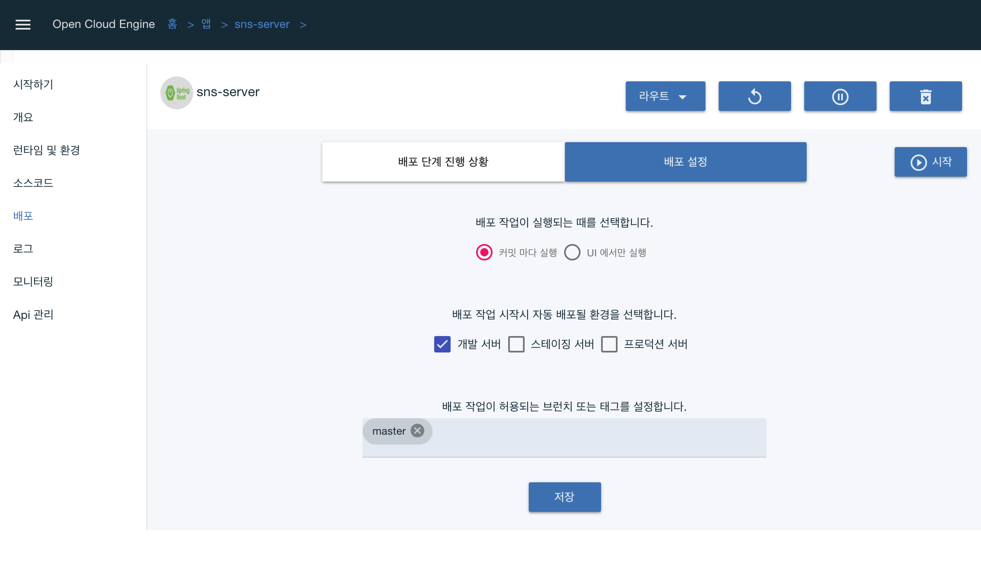 Open Cloud Engine 홈 > 앱 > sns-server >
시작하기
개요
런타임 및 환경
소스코드
배포
로그
모니터링
Api 관리
Spring
Boot
sns-server
라우트
배포 단계 진행 상황
배포 설정
시작
배포 작업이 실행되는 때를 선택합니다.
커밋 마다 실행
UI 에서만 실행
배포 작업 시작시 자동 배포될 환경을 선택합니다.
개발 서버
스테이징 서버
프로덕션 서버
배포 작업이 허용되는 브런치 또는 태그를 설정합니다.
master
저장